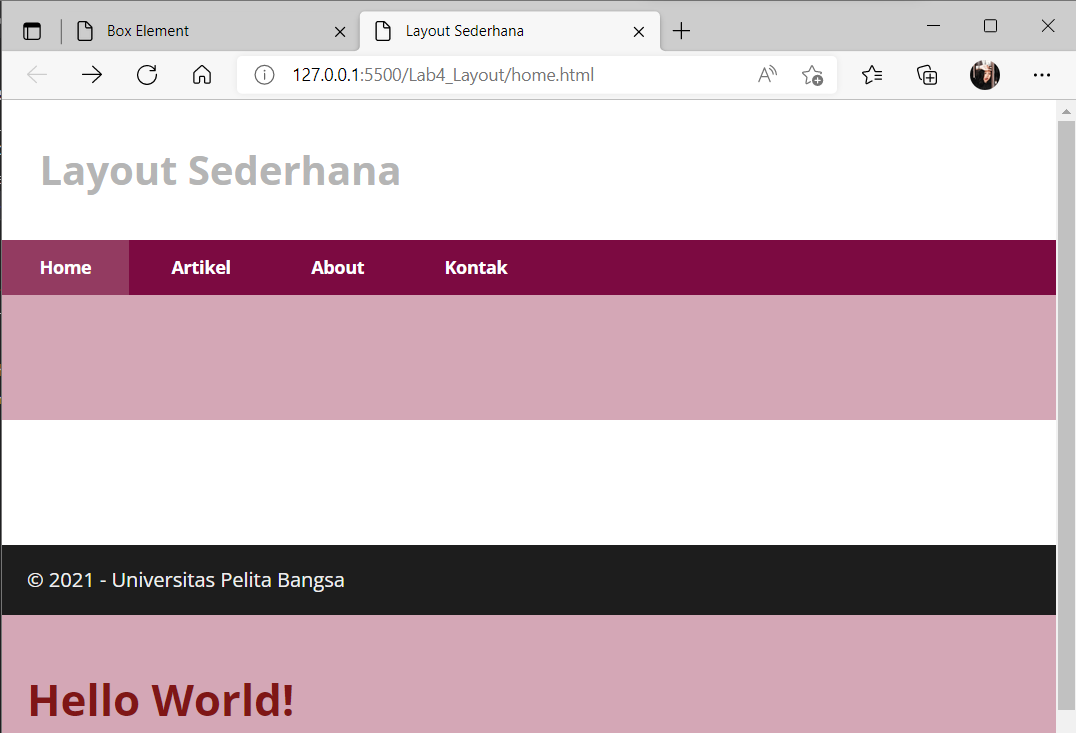 Box Element
Layout Sederhana
127.0.0.1:5500/Lab4_Layout/home.html
Layout Sederhana
Home Artikel About Kontak
© 2021 - Universitas Pelita Bangsa
Hello World!